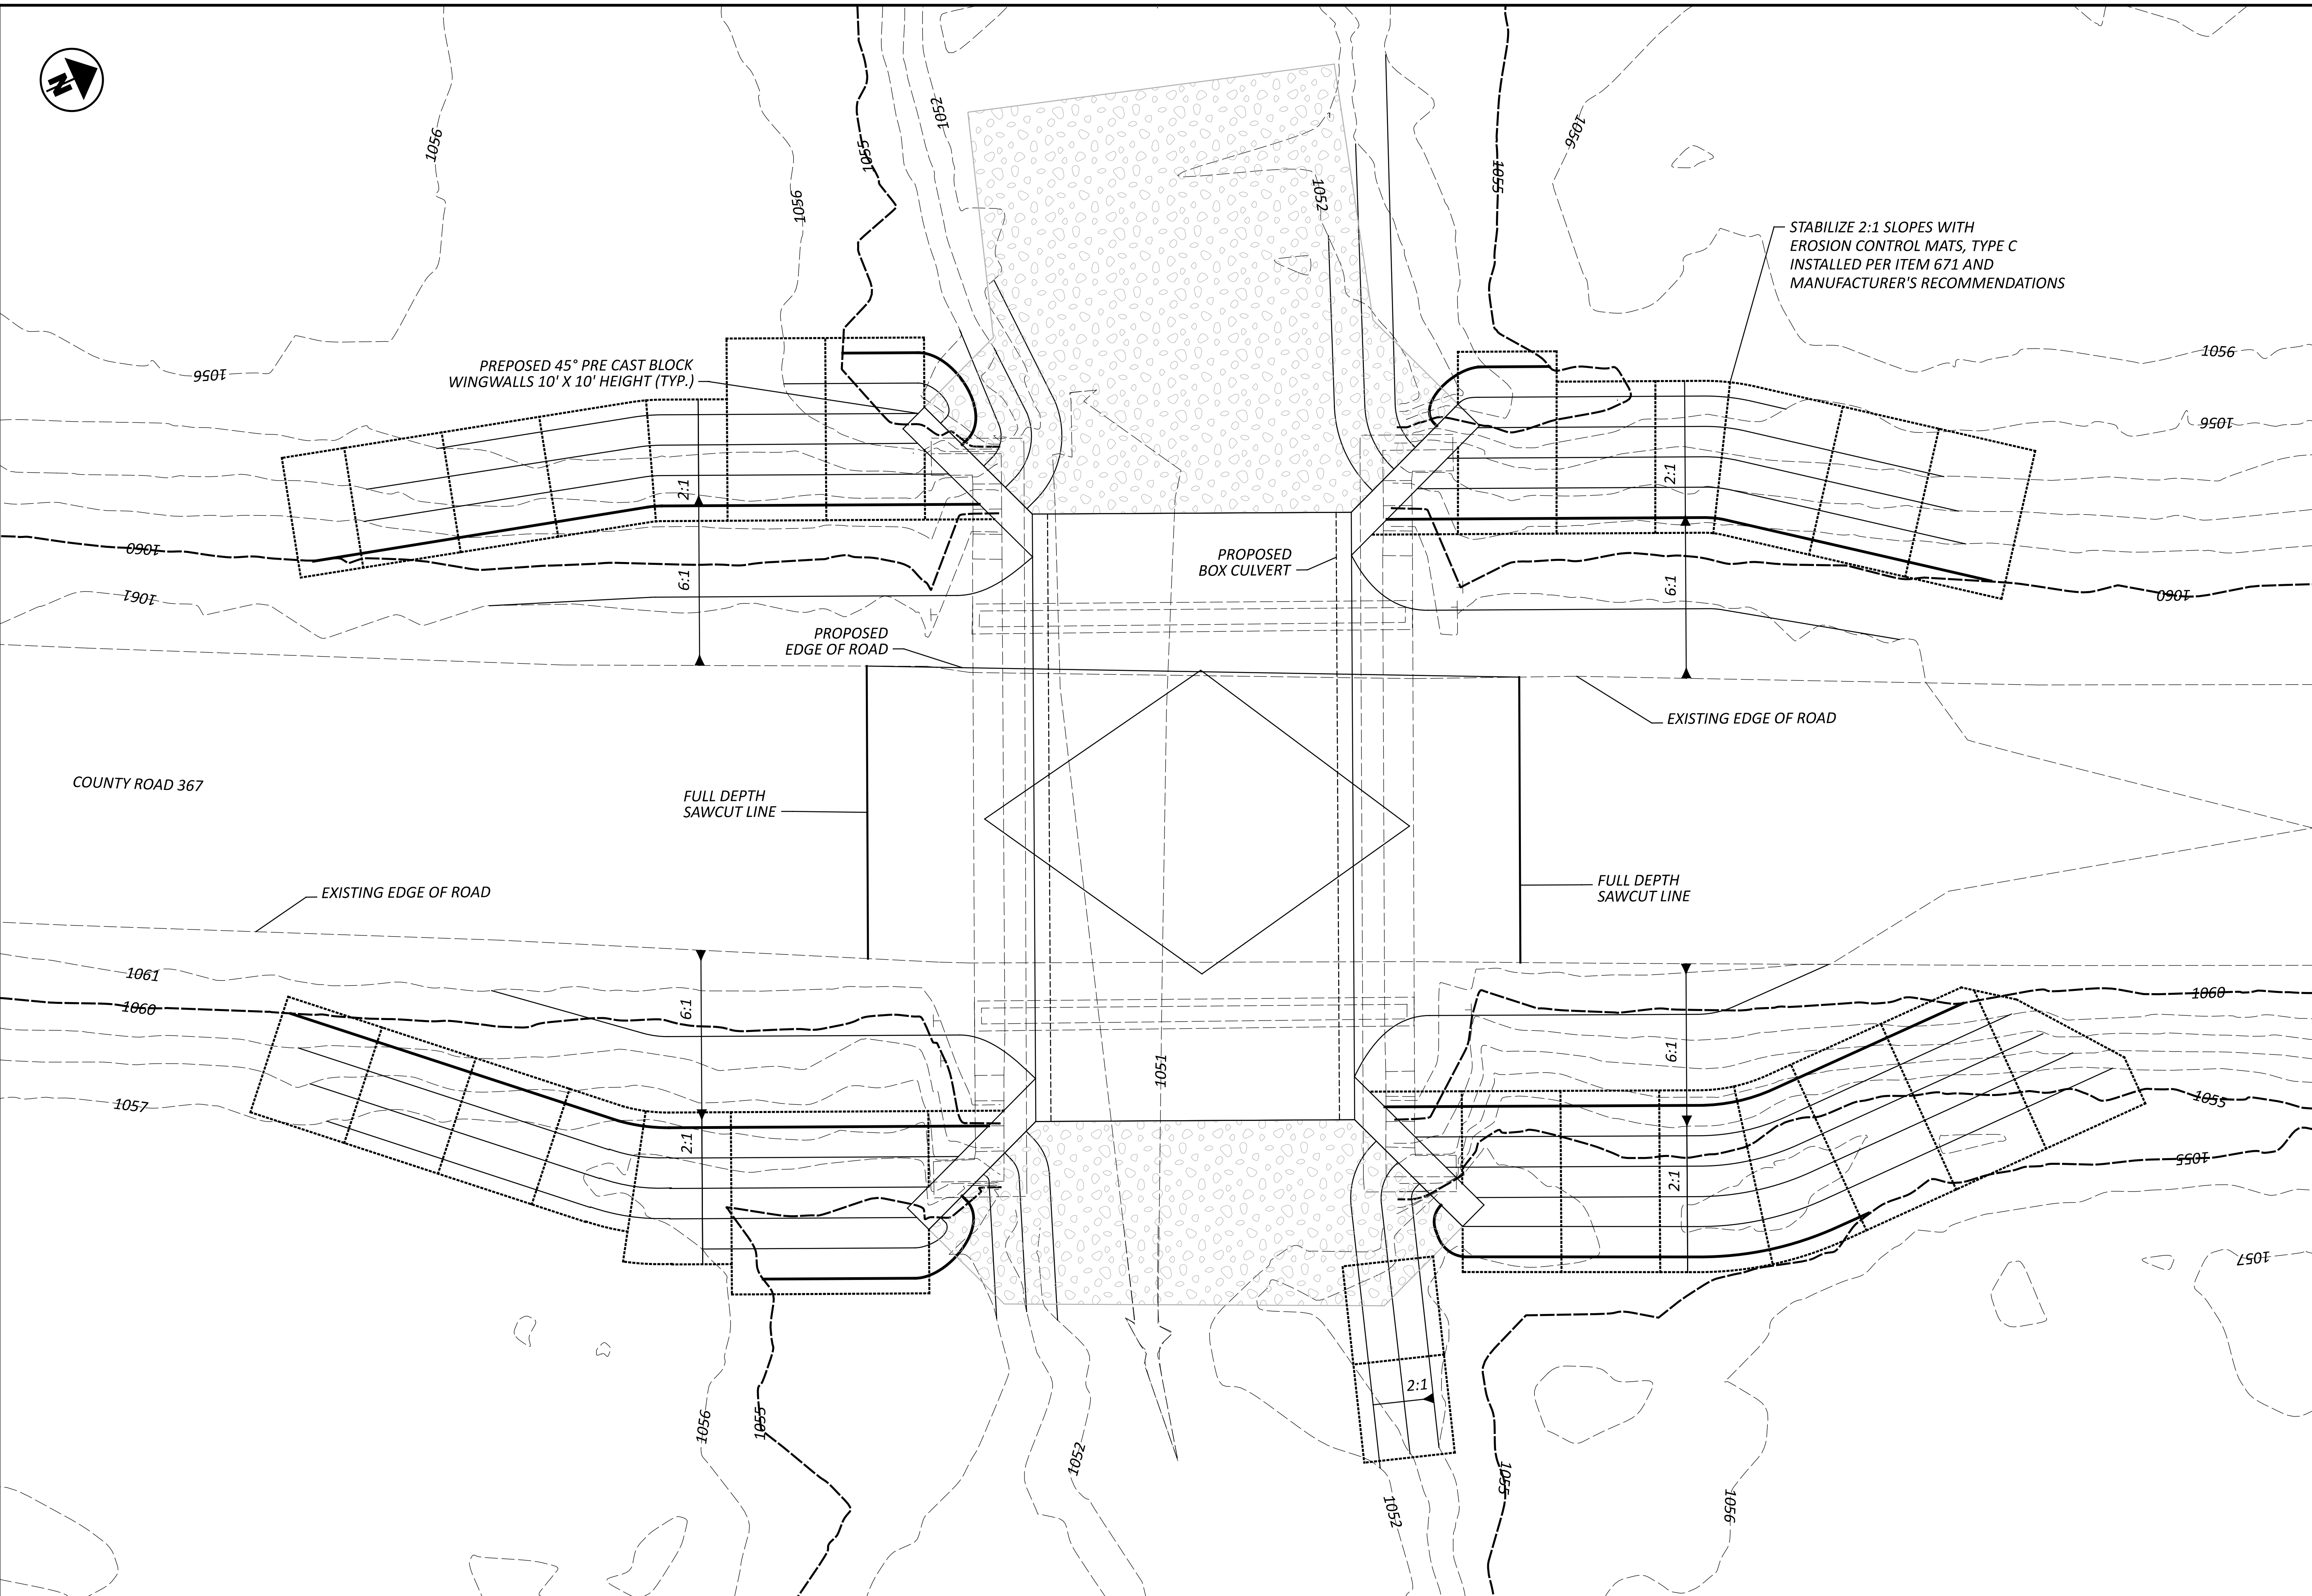 N
1056
1055
1052
1056
1052
1055
1056
STABILIZE 2:1 SLOPES WITH
EROSION CONTROL MATS, TYPE C
INSTALLED PER ITEM 671 AND
MANUFACTURER'S RECOMMENDATIONS
1056
PREPOSED 45° PRE CAST BLOCK
WINGWALLS 10' X 10' HEIGHT (TYP.)
1056
1056
2:1
2:1
1060
1061
6:1
PROPOSED
BOX CULVERT
6:1
1060
PROPOSED
EDGE OF ROAD
EXISTING EDGE OF ROAD
COUNTY ROAD 367
FULL DEPTH
SAWCUT LINE
EXISTING EDGE OF ROAD
FULL DEPTH
SAWCUT LINE
1061
1060
6:1
1060
1057
2:1
1051
6:1
1055
2:1
1055
1057
2:1
1056
1055
1052
1052
1055
1056